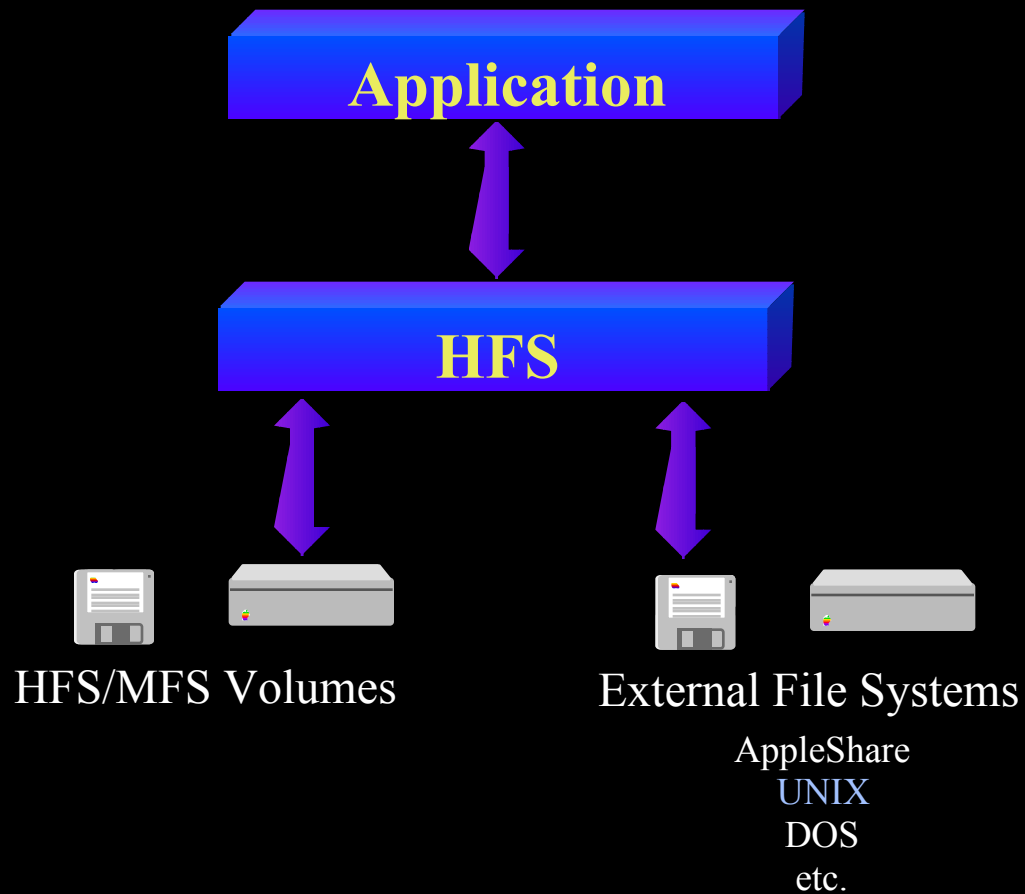 Application
HFS
HFS/MFS Volumes
External File Systems
AppleShare
UNIX
DOS
etc.